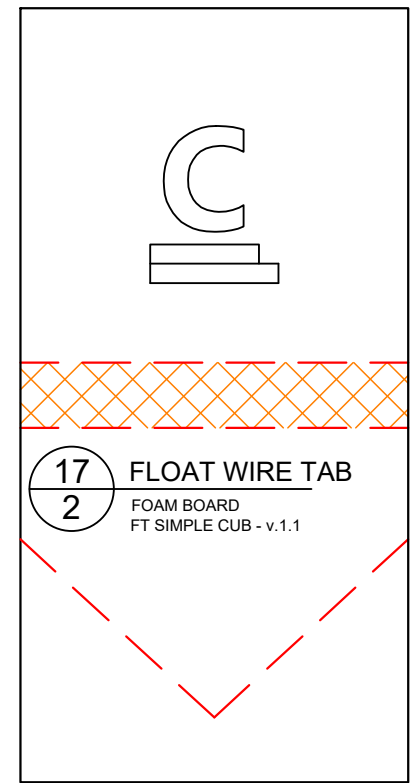 C
17
2
FLOAT WIRE TAB
FOAM BOARD
FT SIMPLE CUB - v.1.1